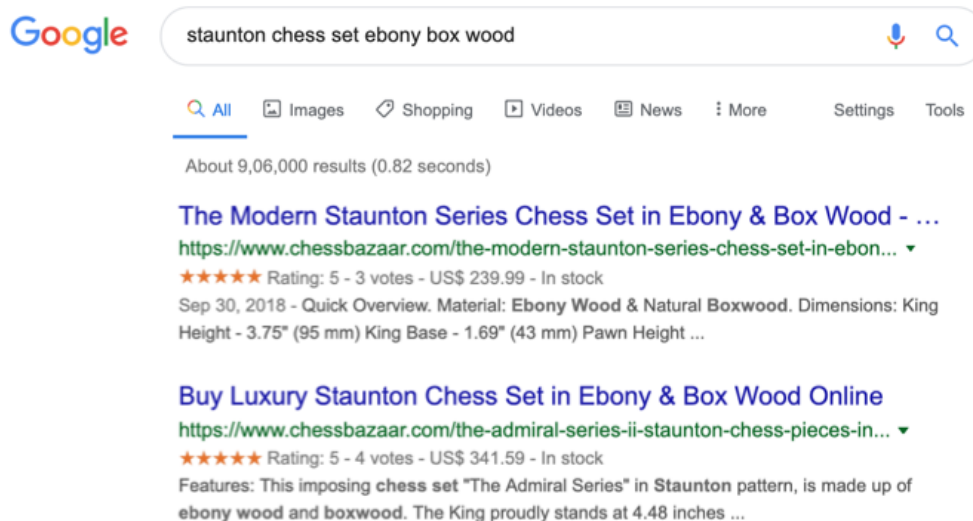 Google staunton chess set ebony box wood
All Images Shopping Videos News More Settings Tools
About 9,06,000 results (0.82 seconds)
The Modern Staunton Series Chess Set in Ebony & Box Wood - ...
https://www.chessbazaar.com/the-modern-staunton-series-chess-set-in-ebon...
Rating: 5 - 3 votes - US$ 239.99 - In stock
Sep 30, 2018 - Quick Overview. Material: Ebony Wood & Natural Boxwood. Dimensions: King
Height - 3.75" (95 mm) King Base - 1.69" (43 mm) Pawn Height ...
Buy Luxury Staunton Chess Set in Ebony & Box Wood Online
https://www.chessbazaar.com/the-admiral-series-ii-staunton-chess-pieces-in...
Rating: 5 - 4 votes - US$ 341.59 - In stock
Features: This imposing chess set "The Admiral Series" in Staunton pattern, is made up of
ebony wood and boxwood. The King proudly stands at 4.48 inches ...